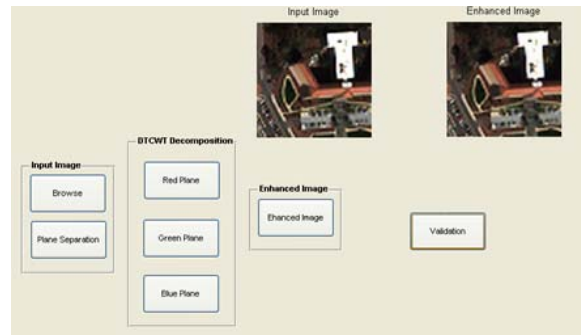 Input Image
Enhanced Image
DTCWT Decomposition
Input Image
Red Plane
Browse
Enhanced Image
Ehanced Image
Plane Separation
Green Plane
Validation
Blue Plane